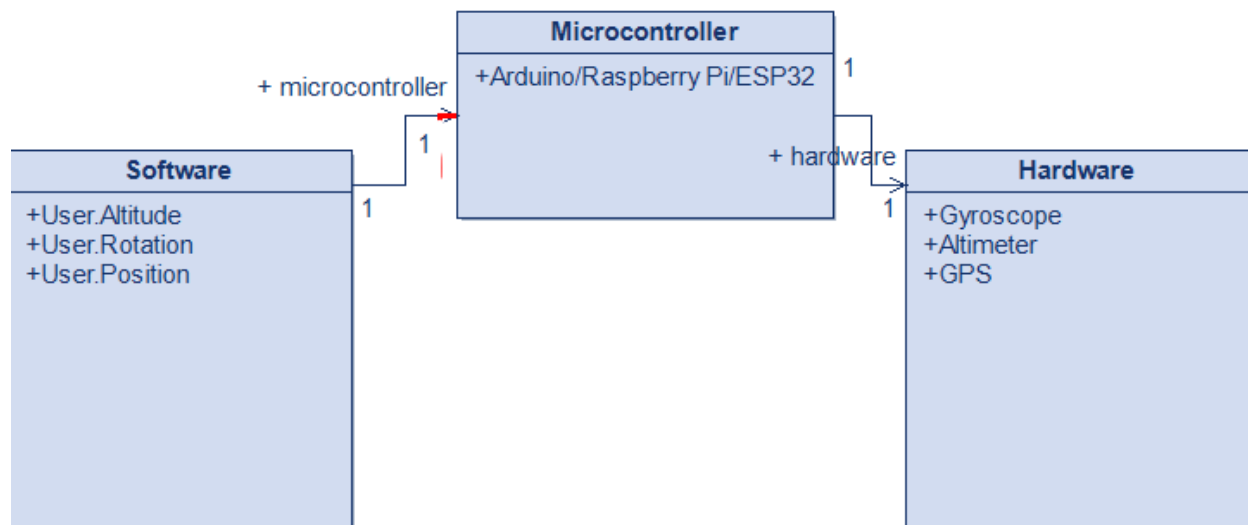 Microcontroller
+Arduino/Raspberry Pi/ESP32
1
+ microcontroller
1
+ hardware
1
Software
1
+User.Altitude
+User.Rotation
+User.Position
Hardware
+Gyroscope
+Altimeter
+GPS